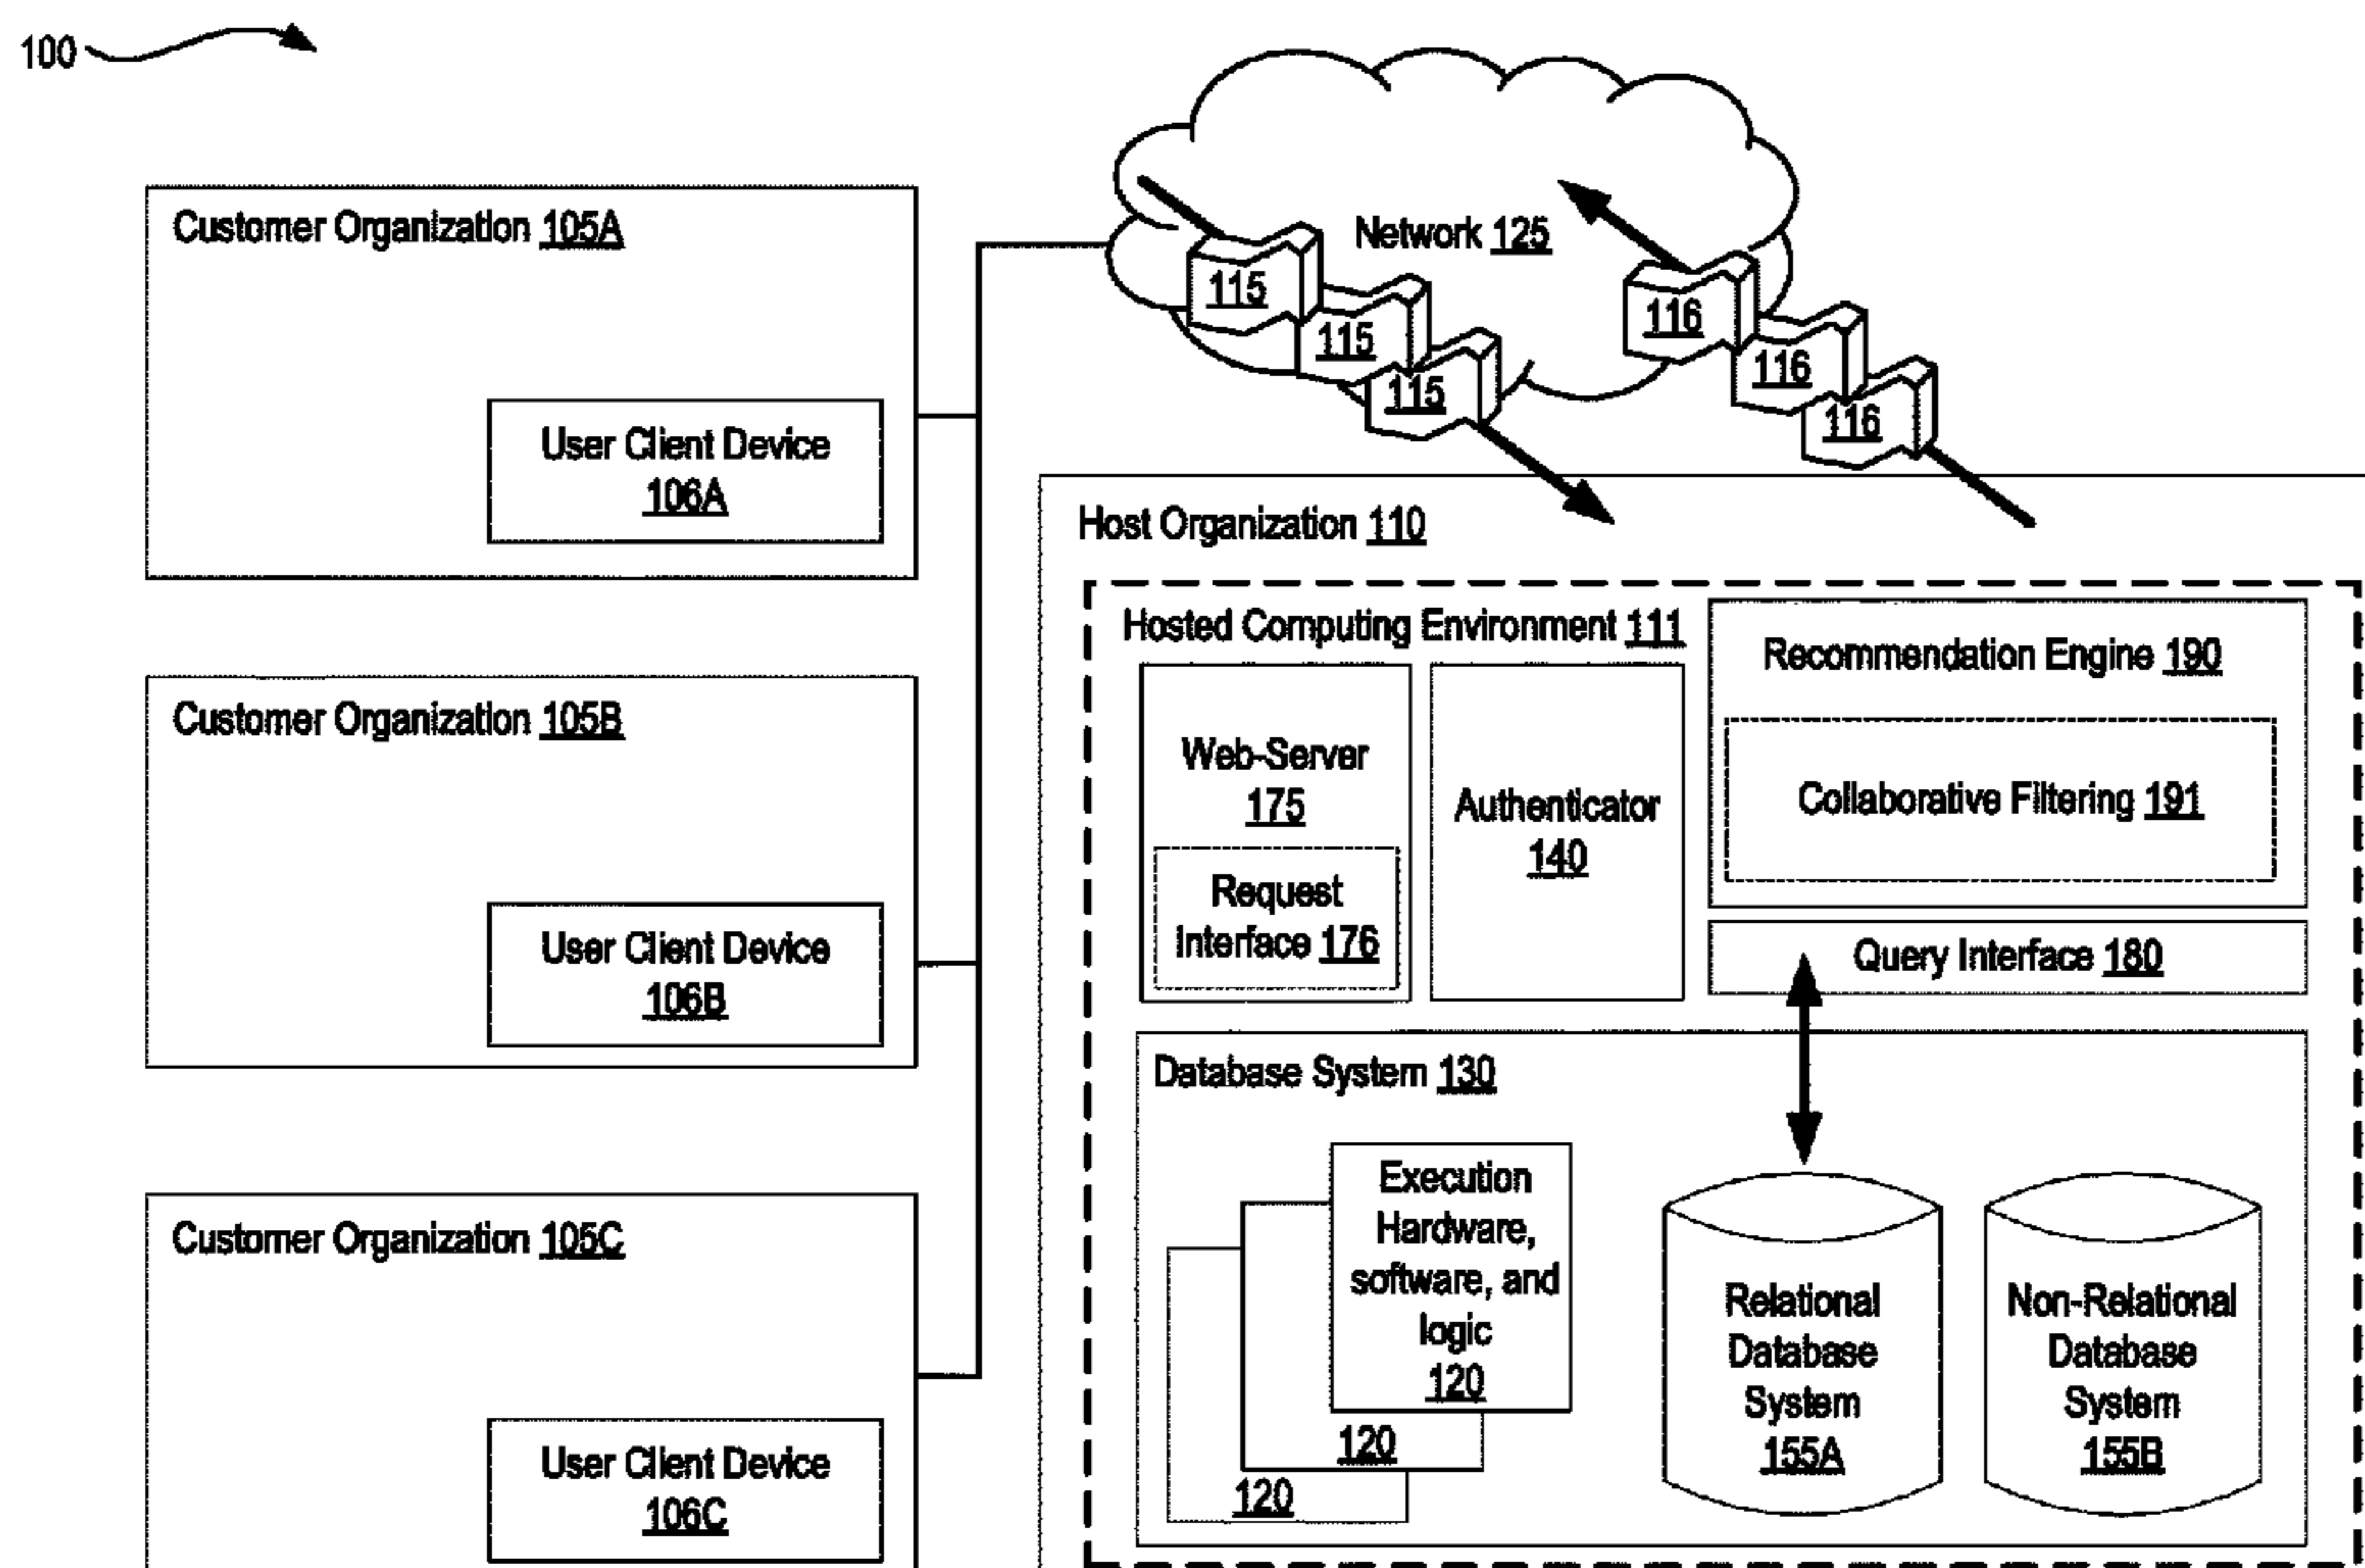 100
Customer Organization 105A
User Client Device
106A
Customer Organization 105B
User Client Device
106B
Customer Organization 105C
User Client Device
106C
Network 125
115
115
115
116
116
116
Host Organization 110
Hosted Computing Environment 111
Web-Server
175
Request
Interface 176
Authenticator
140
Recommendation Engine 190
Collaborative Filtering 191
Query Interface 180
Database System 130
Execution
Hardware,
software, and
logic
120
120
120
Relational
Database
System
155A
Non-Relational
Database
System
155B